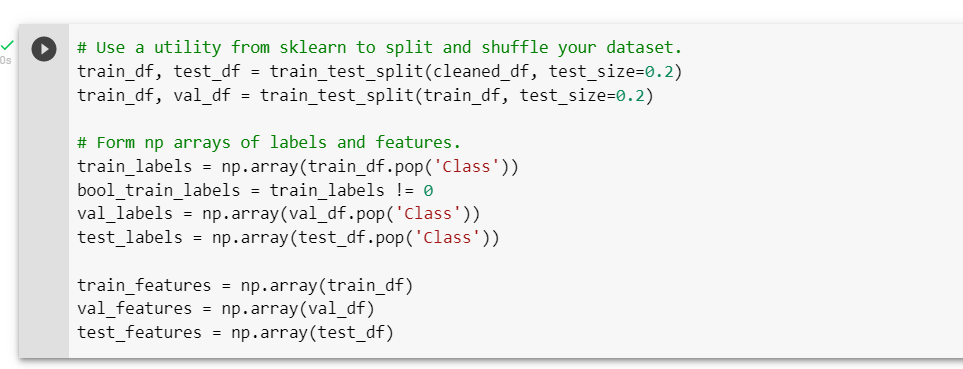 # Use a utility from sklearn to split and shuffle your dataset.
train_df, test_df = train_test_split(cleaned_df, test_size=0.2)
train_df, val_df = train_test_split(train_df, test_size=0.2)
# Form np arrays of labels and features.
train_labels = np.array(train_df.pop('Class'))
bool_train_labels = train_labels != 0
val_labels = np.array(val_df.pop('Class'))
test_labels = np.array(test_df.pop('Class'))
train_features = np.array(train_df)
val_features = np.array(val_df)
test_features = np.array(test_df)
0s